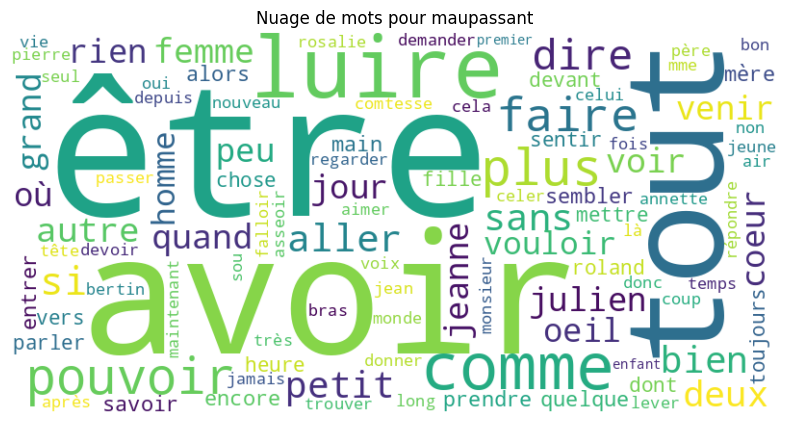 Nuage de mots pour maupassant
vie rien femme rosalie demander premier dire père bon
pierre seul oui alors luire cela devant mme mère
grand depuis nouveau comtesse celui tout venir
être peu main faire sentir fois non
où homme chose regarder plus voir jeune air
passer jour fille celer sembler annette
autre quand aimer sans mettre là répondre coeur
devoir falloir asseoir aller vouloir
entrer si bertin avoir sou voix jeanne roland donc temps
vers maintenant jean bras monsieur julien coup toujours
parler très monde oeil
pouvoir heure donner comme bien enfant
jamais petit dont deux
après savoir encore trouver long prendre quelque lever
tête